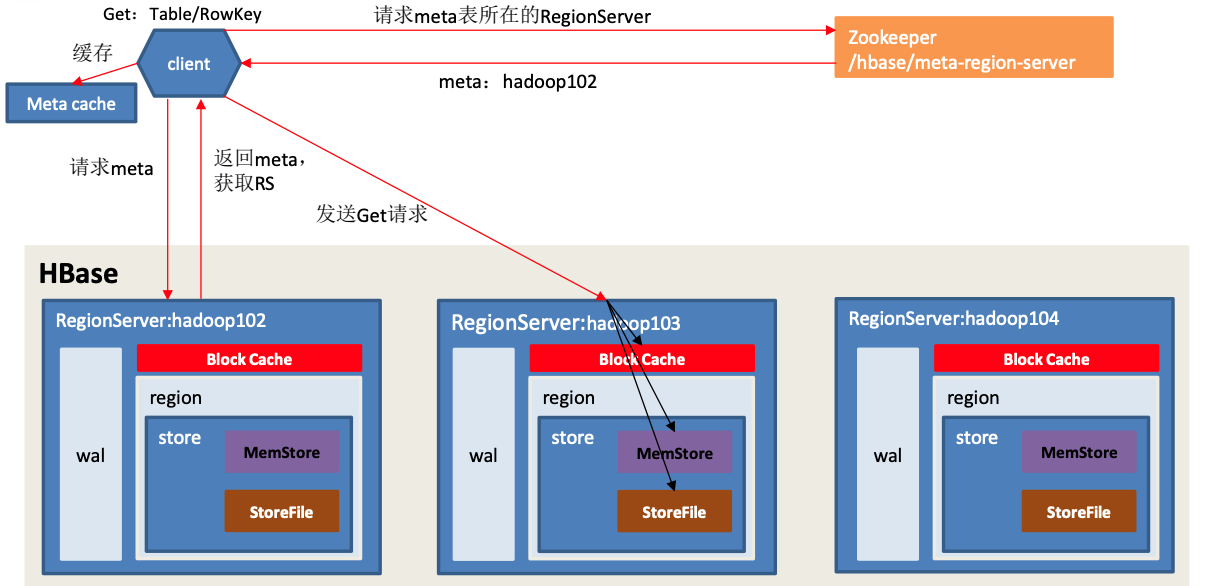 Get：Table/RowKey
请求meta表所在的RegionServer
缓存
client
Zookeeper
/hbase/meta-region-server
Meta cache
meta：hadoop102
请求meta
返回meta，
获取RS
发送Get请求
HBase
RegionServer:hadoop102
Block Cache
region
wal
store
MemStore
StoreFile
RegionServer:hadoop103
Block Cache
region
wal
store
MemStore
StoreFile
RegionServer:hadoop104
Block Cache
region
wal
store
MemStore
StoreFile